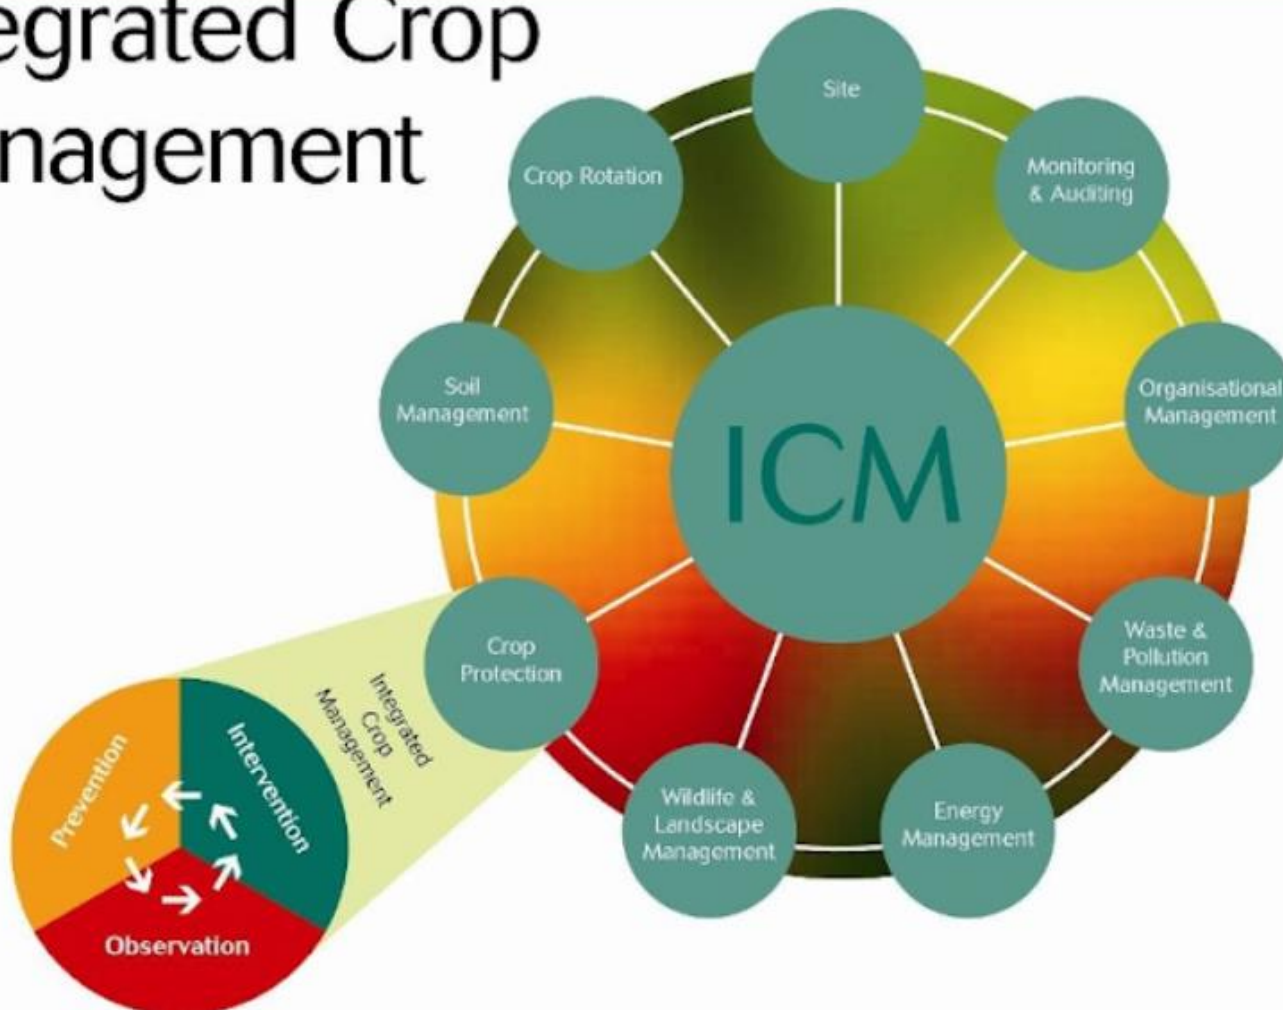 egrated Crop
nagement
Site
Monitoring
& Auditing
Organisational
Management
Waste &
Pollution
Management
Energy
Management
Wildlife &
Landscape
Management
Crop
Protection
Soil
Management
Crop Rotation
ICM
Integrated
Crop
Management
Prevention
Intervention
Observation